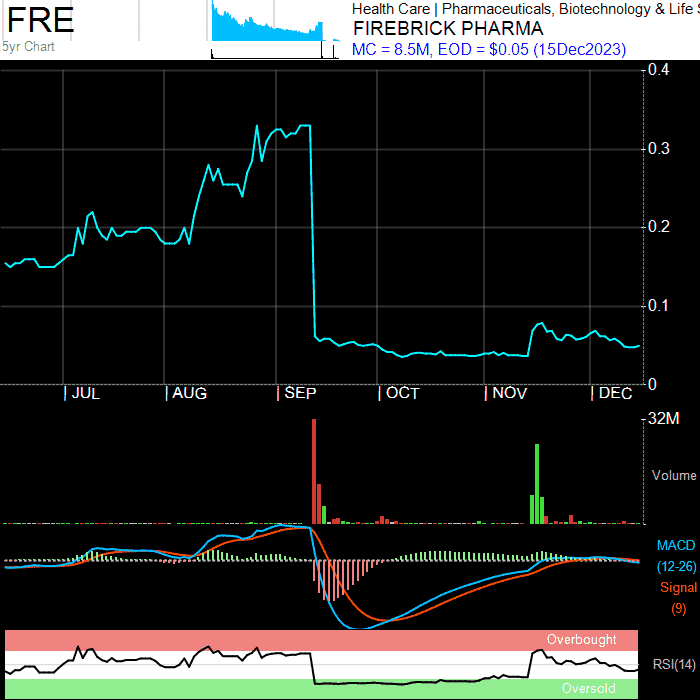 FRE
5yr Chart
Health Care | Pharmaceuticals, Biotechnology & Life
FIREBRICK PHARMA
MC = 8.5M, EOD = $0.05 (15Dec2023)
0.4
0.3
0.2
0.1
0
JUL AUG SEP OCT NOV DEC
32M
Volume
MACD
(12-26)
Signal
(9)
Overbought
RSI(14)
Oversold